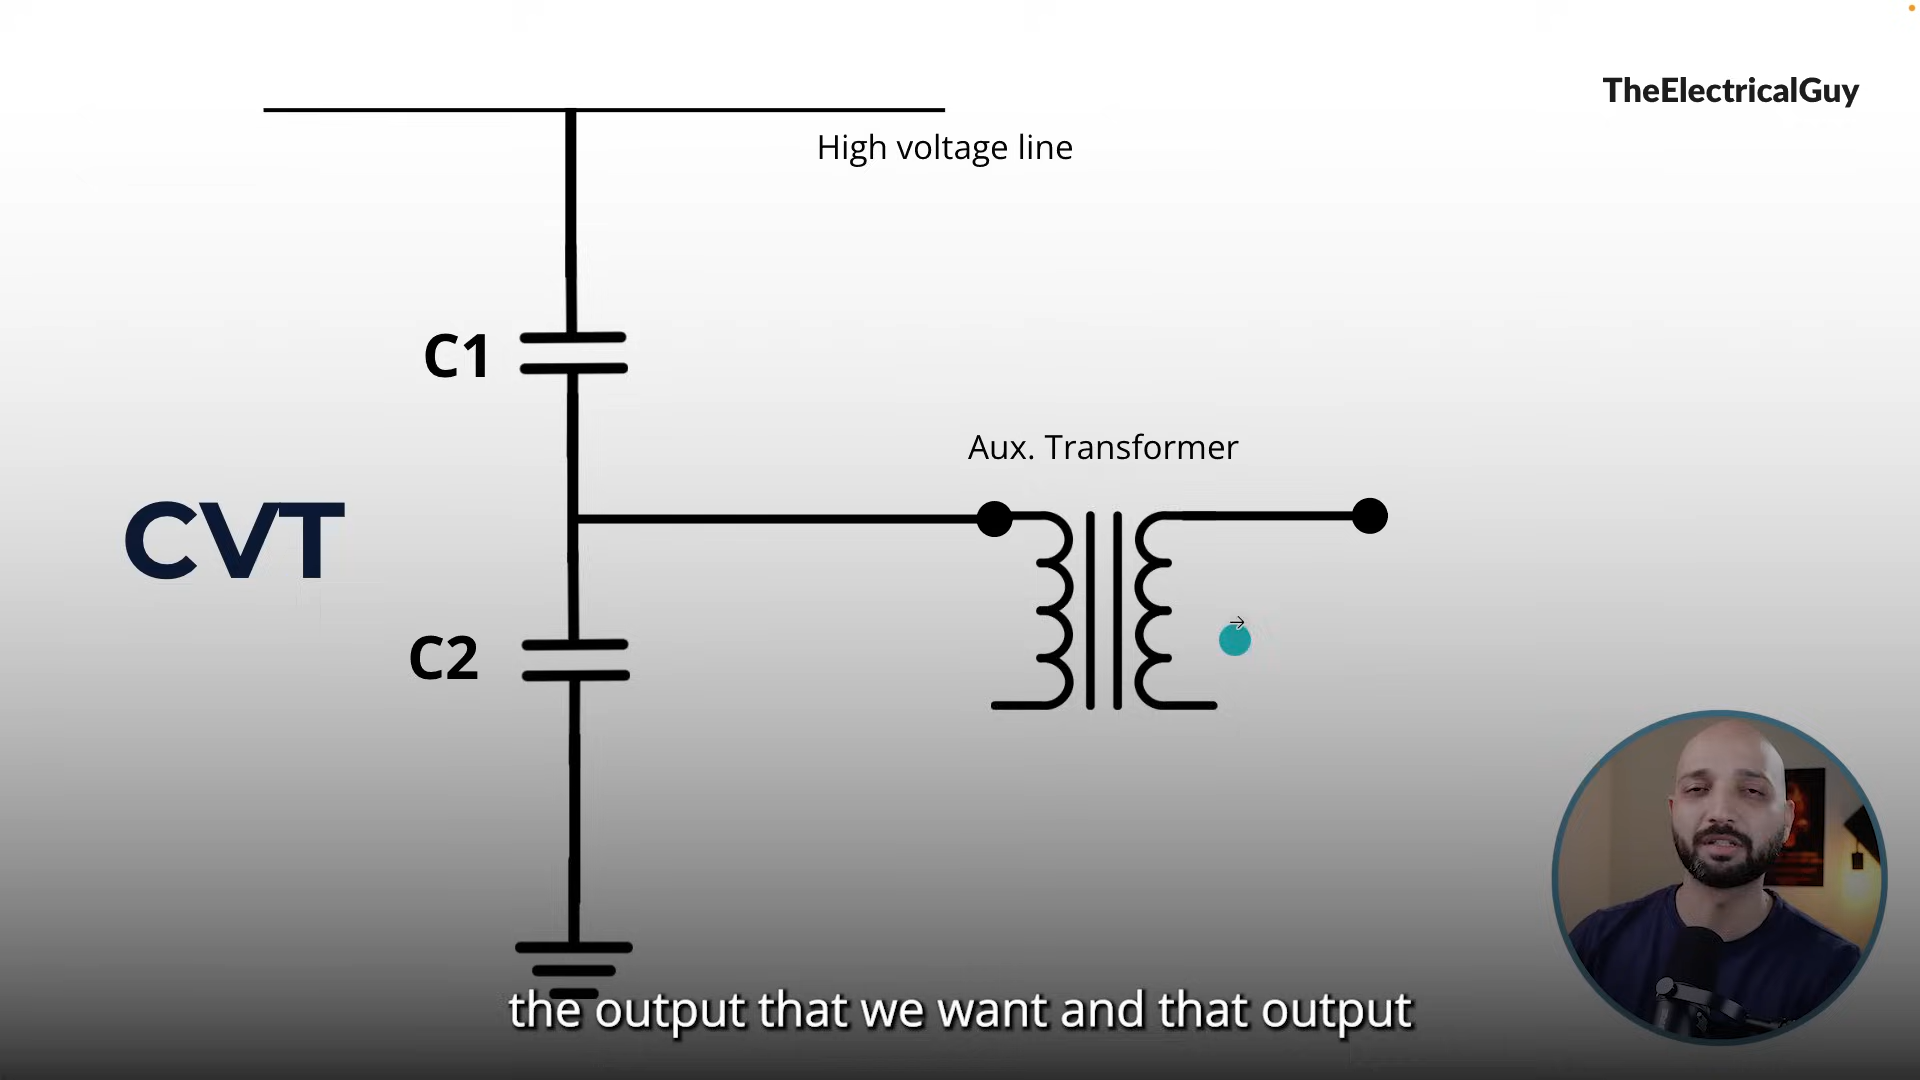 TheElectricalGuy
High voltage line
C1
Aux. Transformer
CVT
C2
the output that we want and that output